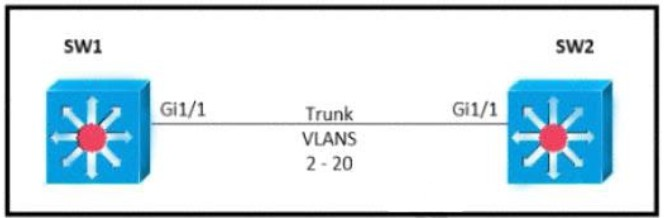 SW1
SW2
Gi1/1
Trunk
Gi1/1
VLANS
2 - 20